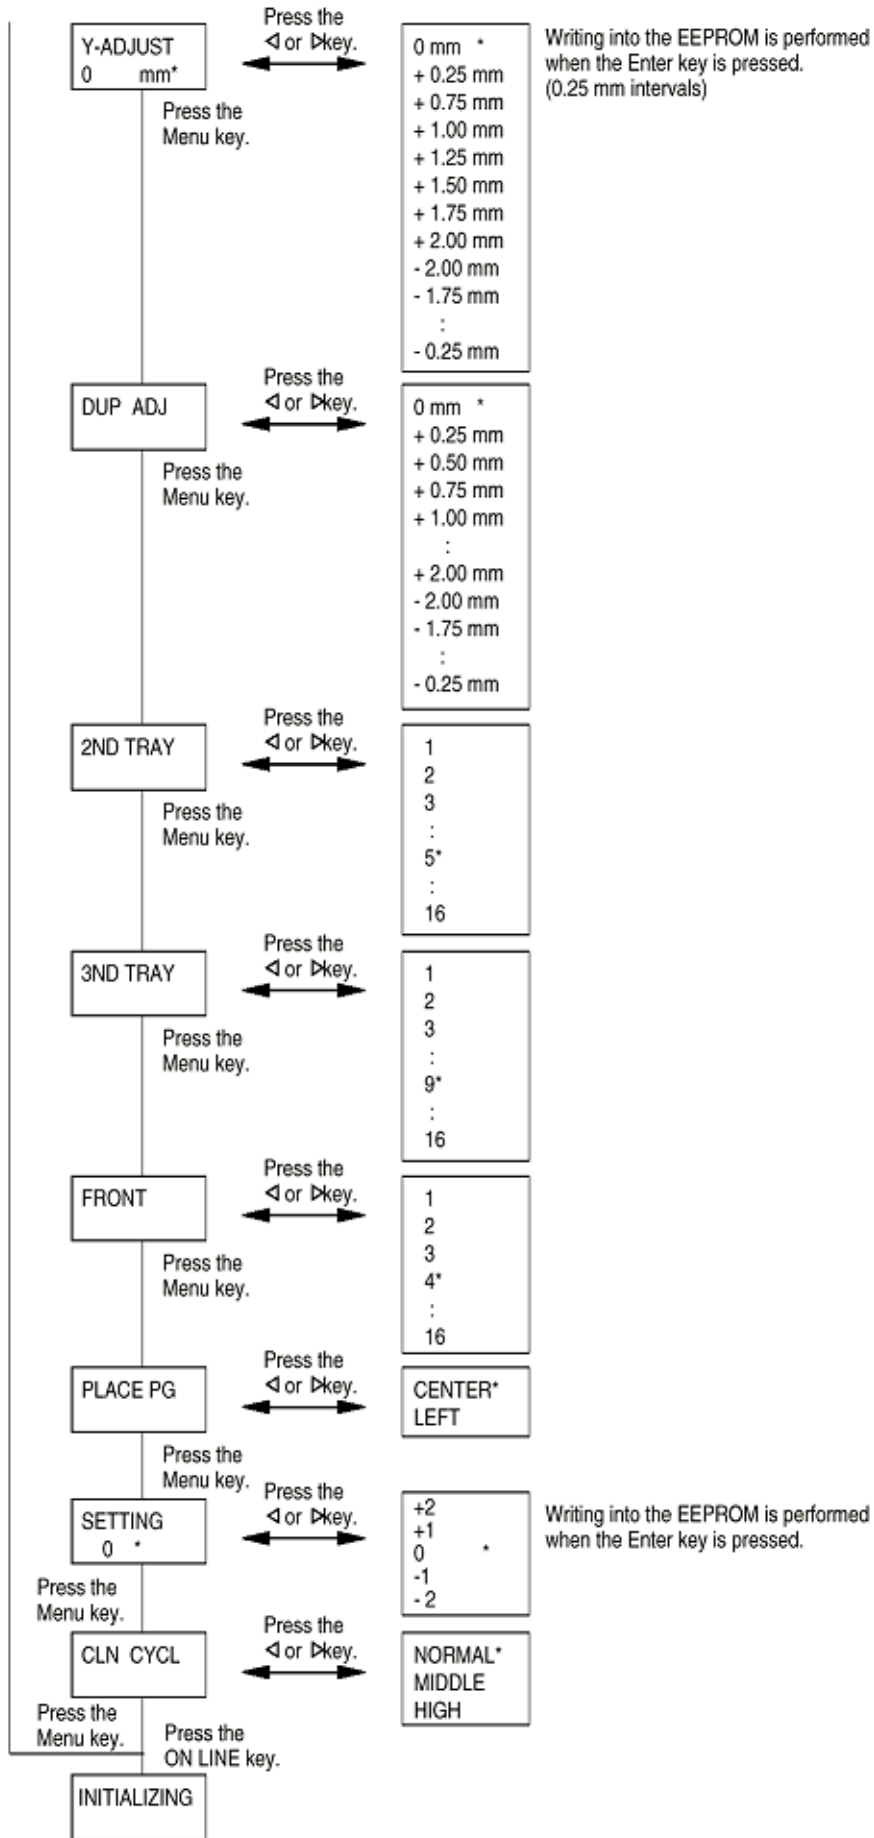 Press the
◁ or ▷key.
Y-ADJUST
0 mm*
Press the
Menu key.
0 mm *
+ 0.25 mm
+ 0.75 mm
+ 1.00 mm
+ 1.25 mm
+ 1.50 mm
+ 1.75 mm
+ 2.00 mm
- 2.00 mm
- 1.75 mm
:
- 0.25 mm
Writing into the EEPROM is performed
when the Enter key is pressed.
(0.25 mm intervals)
Press the
◁ or ▷key.
DUP ADJ
Press the
Menu key.
0 mm *
+ 0.25 mm
+ 0.50 mm
+ 0.75 mm
+ 1.00 mm
:
+ 2.00 mm
- 2.00 mm
- 1.75 mm
:
- 0.25 mm
Press the
◁ or ▷key.
2ND TRAY
Press the
Menu key.
1
2
3
:
5*
:
16
Press the
◁ or ▷key.
3ND TRAY
Press the
Menu key.
1
2
3
:
9*
:
16
Press the
◁ or ▷key.
FRONT
Press the
Menu key.
1
2
3
4*
:
16
Press the
◁ or ▷key.
PLACE PG
Press the
Menu key.
CENTER*
LEFT
Press the
◁ or ▷key.
SETTING
0 *
Press the
Menu key.
+2
+1
0 *
-1
- 2
Writing into the EEPROM is performed
when the Enter key is pressed.
Press the
◁ or ▷key.
CLN CYCL
NORMAL*
MIDDLE
HIGH
Press the
Menu key.
Press the
ON LINE key.
INITIALIZING